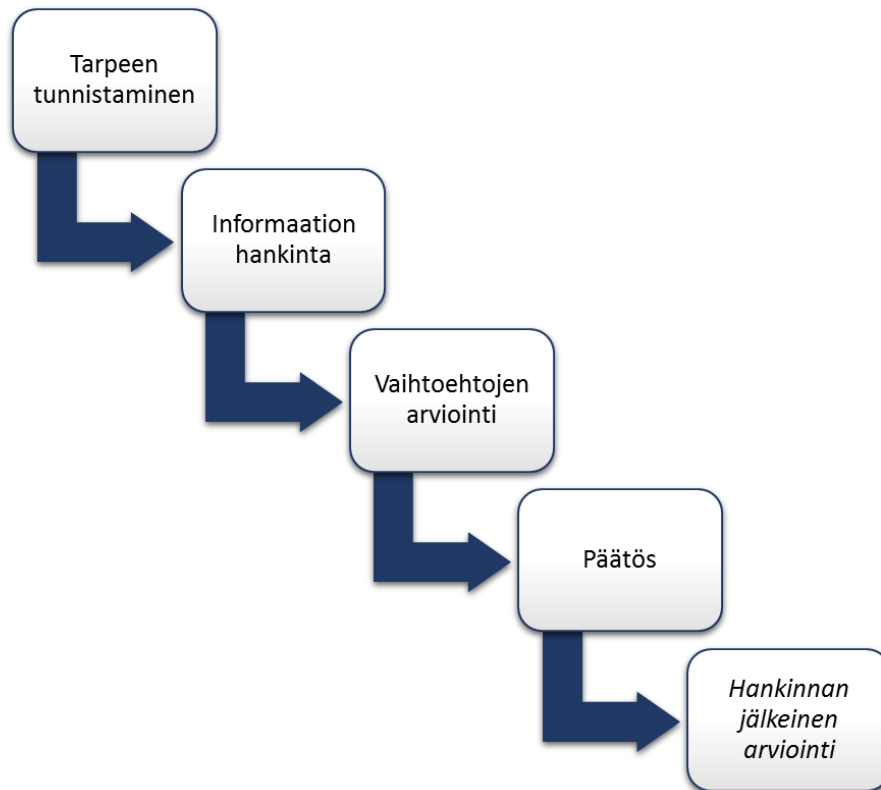 Tarpeen
tunnistaminen
Informaation
hankinta
Vaihtoehtojen
arviointi
Päätös
Hankinnan
jälkeinen
arviointi